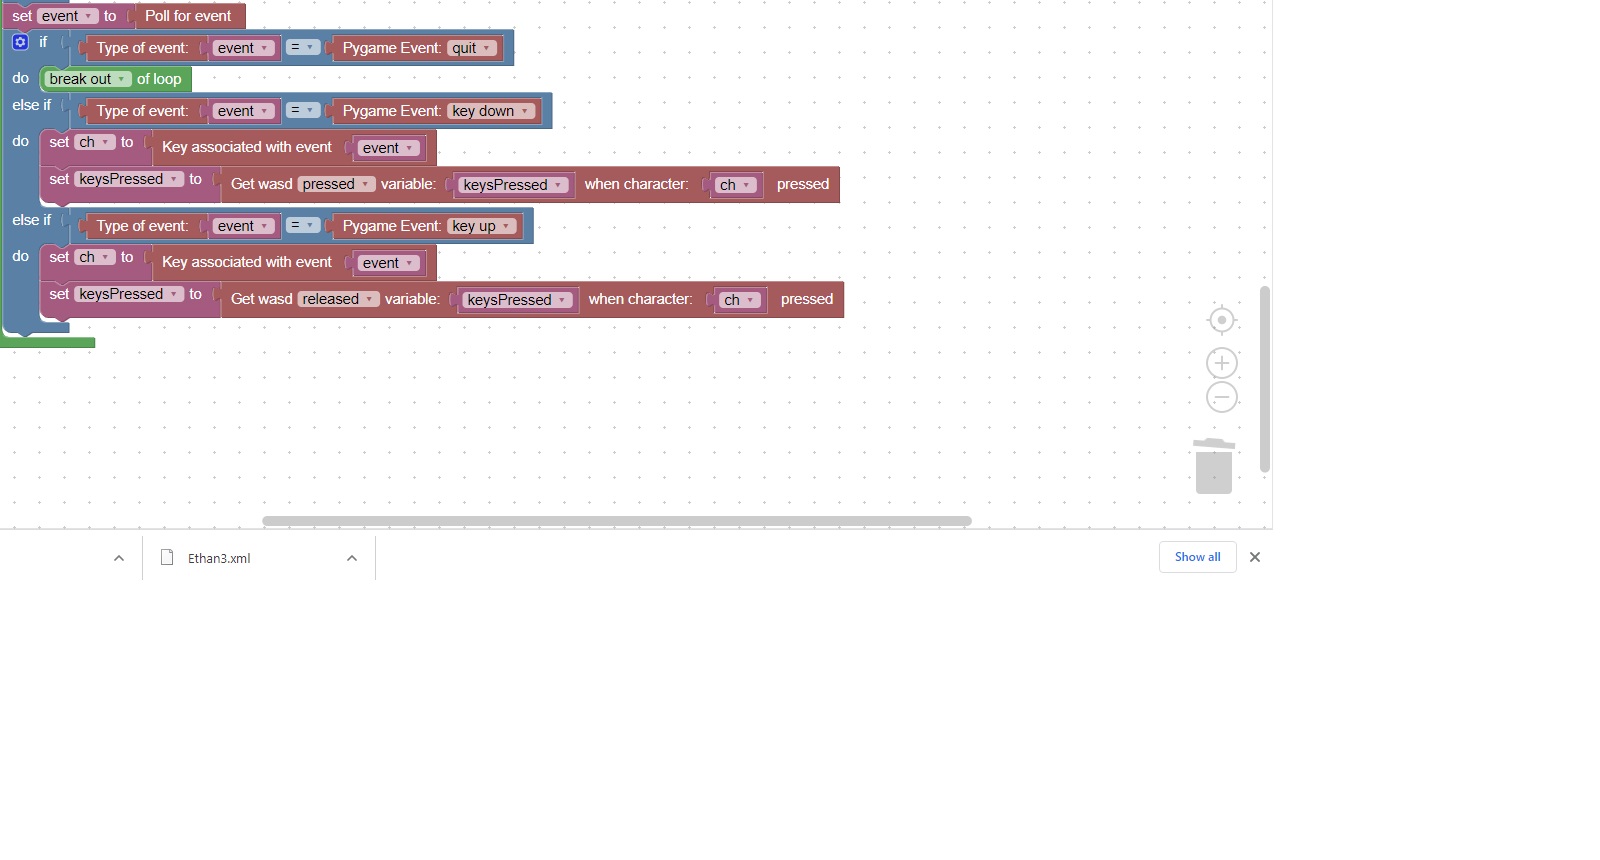 set event to Poll for event
if Type of event: event = Pygame Event: quit
do break out of loop
else if Type of event: event = Pygame Event: key down
do set ch to Key associated with event event
set keysPressed to Get wasd pressed variable: keysPressed when character: ch pressed
else if Type of event: event = Pygame Event: key up
do set ch to Key associated with event event
set keysPressed to Get wasd released variable: keysPressed when character: ch pressed
Ethan3.xml Show all